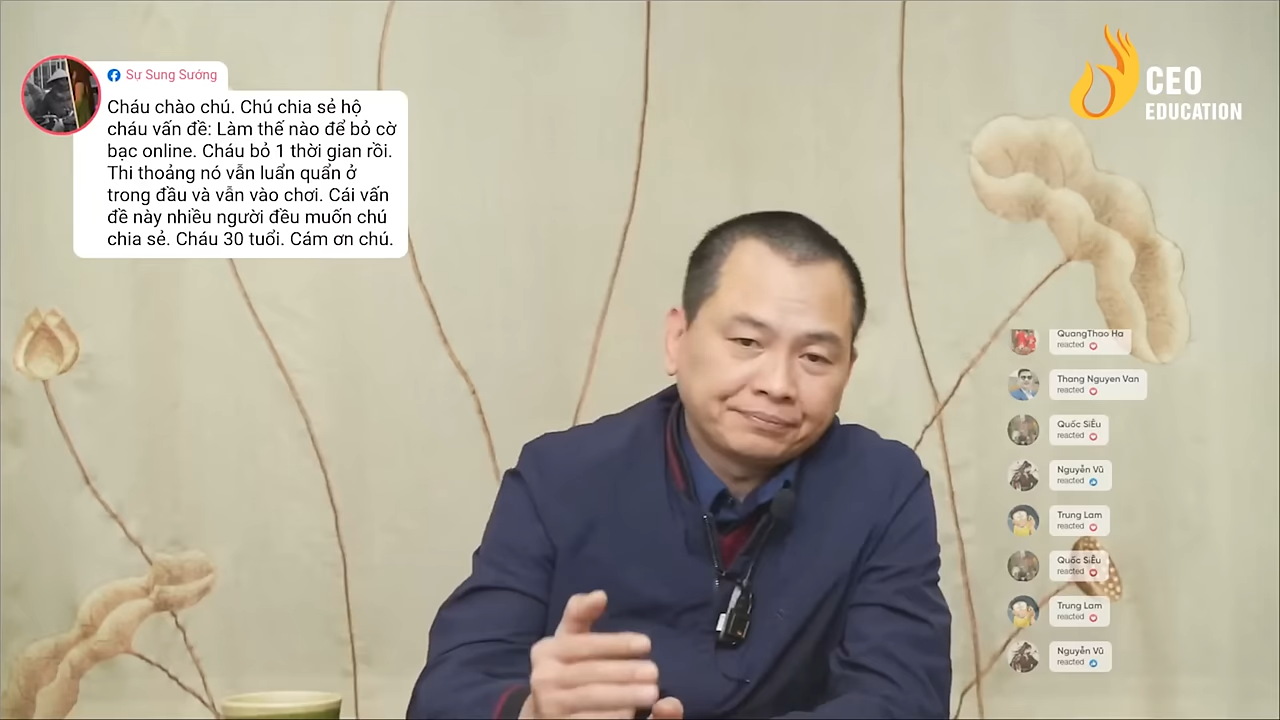 Sự Sung Sướng
Cháu chào chú. Chú chia sẻ hộ
cháu vấn đề: Làm thế nào để bỏ cờ
bạc online. Cháu bỏ 1 thời gian rồi.
Thi thoảng nó vẫn luẩn quẩn ở
trong đầu và vẫn vào chơi. Cái vấn
đề này nhiều người đều muốn chú
chia sẻ. Cháu 30 tuổi. Cám ơn chú.
CEO
EDUCATION
QuangThao Ha
reacted
Thang Nguyen Van
reacted
Quốc SiÊu
reacted
Nguyễn Vũ
reacted
Trung Lam
reacted
Quốc SiÊu
reacted
Trung Lam
reacted
Nguyễn Vũ
reacted